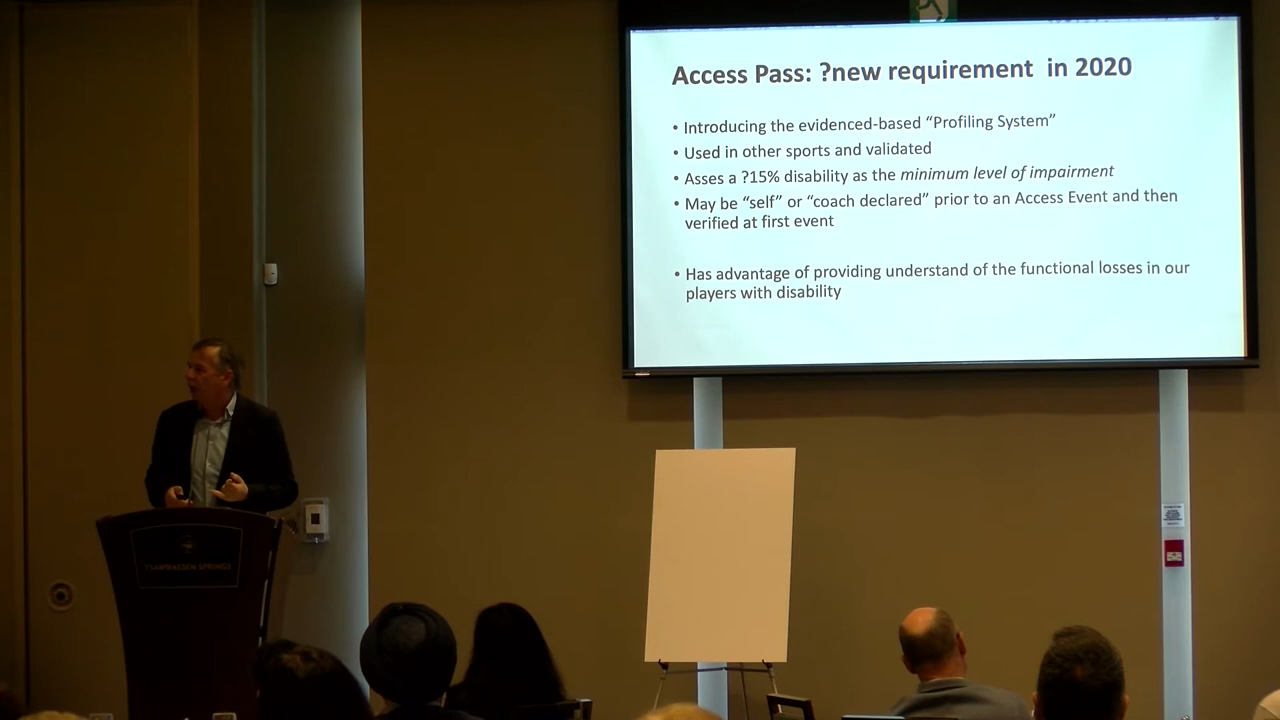 Access Pass: ?new requirement in 2020
• Introducing the evidenced-based “Profiling System”
• Used in other sports and validated
• Asses a ?15% disability as the minimum level of impairment
• May be “self” or “coach declared” prior to an Access Event and then
verified at first event
• Has advantage of providing understand of the functional losses in our
players with disability
TSAWWASSEN SPRINGS